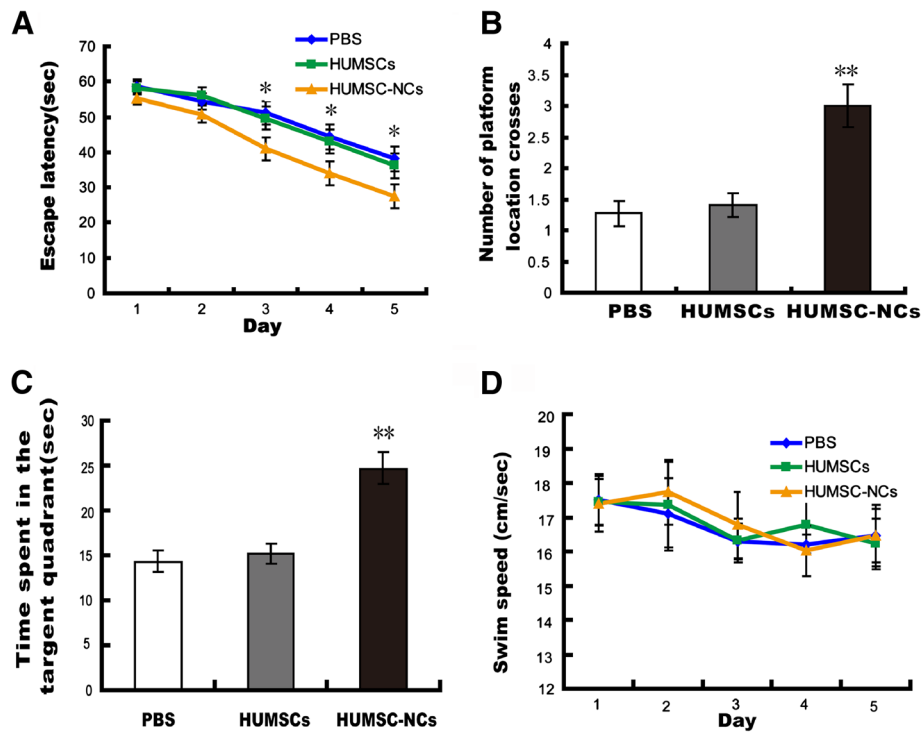 A
Escape latency(sec)
70
60
50
40
30
20
10
0
PBS
HUMSCs
HUMSC-NCs
*
*
*
1 2 3 4 5
Day
B
Number of platform
location crosses
4
3.5
3
2.5
2
1.5
1
0.5
0
**
PBS HUMSCs HUMSC-NCs
C
Time spent in the
targent quadrant(sec)
30
25
20
15
10
5
0
**
PBS HUMSCs HUMSC-NCs
D
Swim speed (cm/sec)
20
19
18
17
16
15
14
13
12
PBS
HUMSCs
HUMSC-NCs
1 2 3 4 5
Day